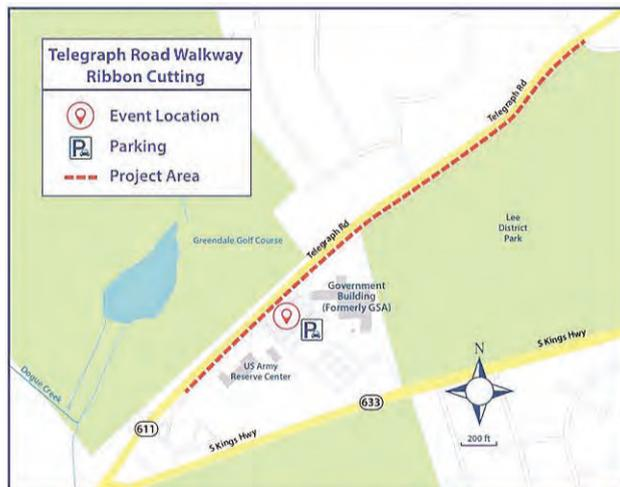 Telegraph Road Walkway
Ribbon Cutting
Event Location
P
Parking
Project Area
Telegraph Rd
Lee
District
Park
Greendale Golf Course
Telegraph Rd
Government
Building
(Formerly GSA)
P
US Army
Reserve Center
Dogue Creek
611
S Kings Hwy
633
S Kings Hwy
N
200 ft